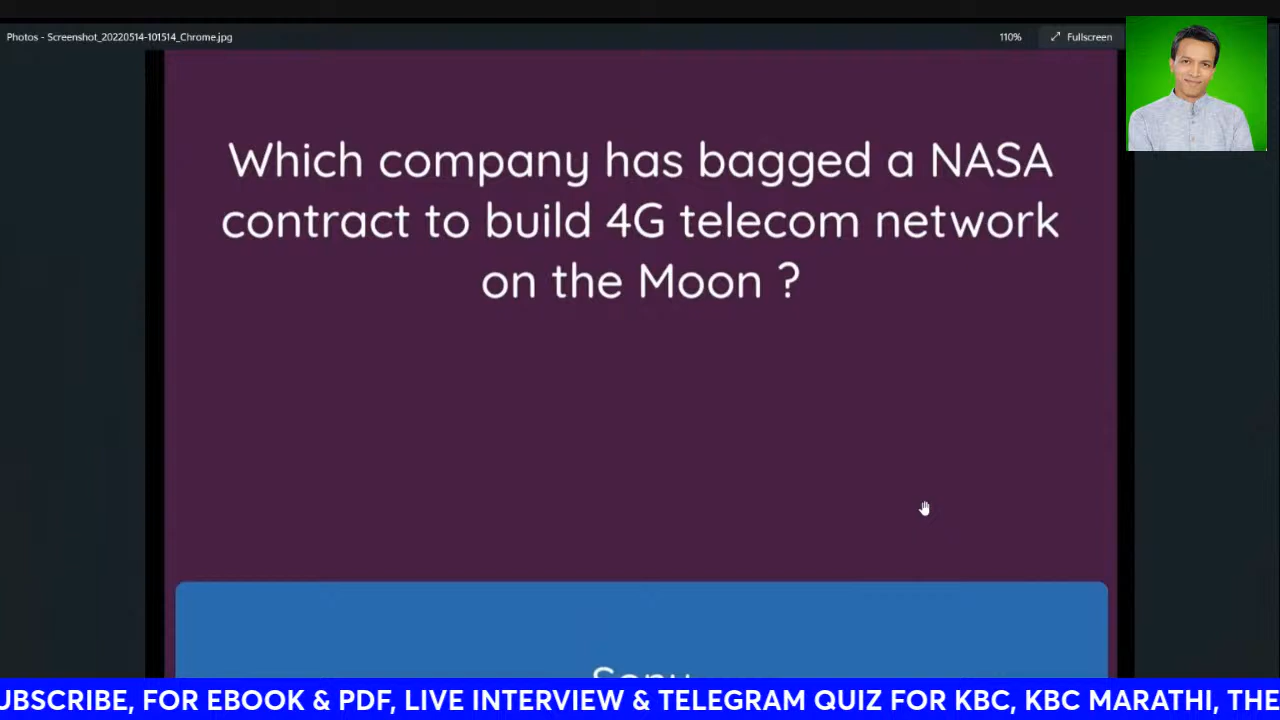 Photos - Screenshot_20220514-101514_Chrome.jpg
110%
Fullscreen
Which company has bagged a NASA
contract to build 4G telecom network
on the Moon ?
Sony
UBSCRIBE, FOR EBOOK & PDF, LIVE INTERVIEW & TELEGRAM QUIZ FOR KBC, KBC MARATHI, THE